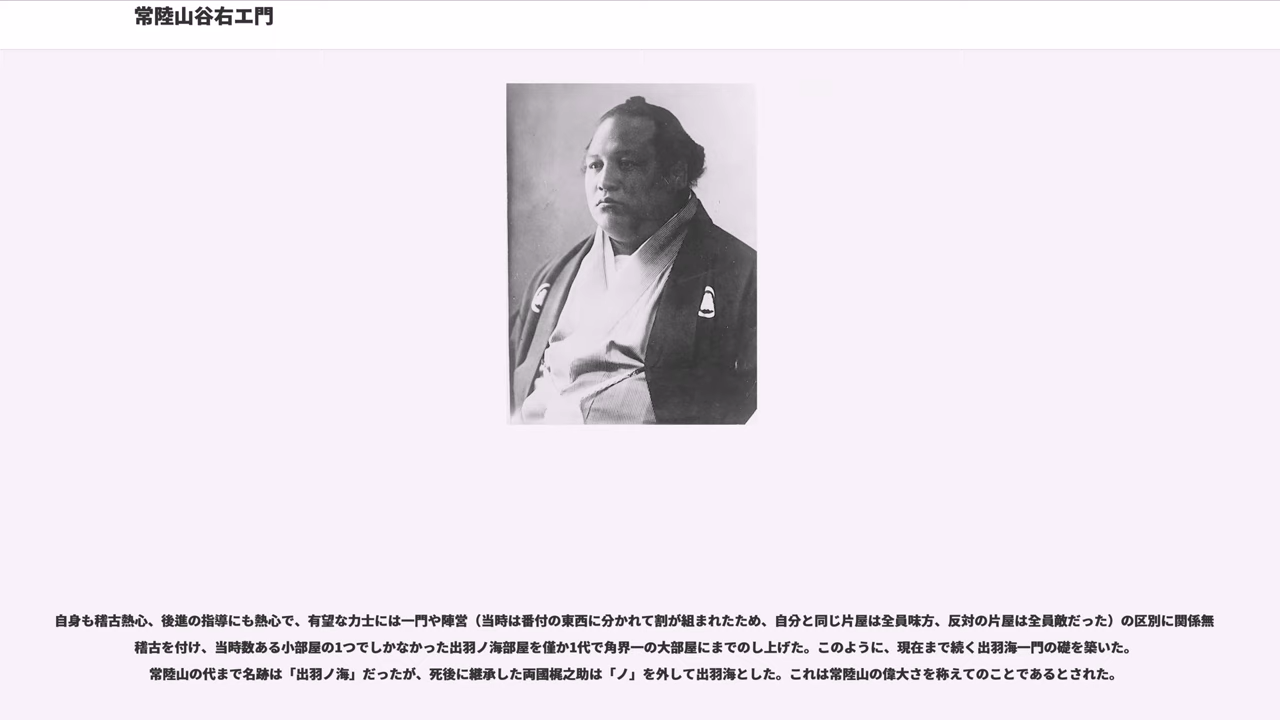 常陸山谷右エ門
自身も稽古熱心、後進の指導にも熱心で、有望な力士には一門や陣営（当時は番付の東西に分かれて割が組まれたため、自分と同じ片屋は全員味方、反対の片屋は全員敵だった）の区別に関係無
稽古を付け、当時数ある小部屋の1つでしかなかった出羽ノ海部屋を僅か1代で角界一の大部屋にまでのし上げた。このように、現在まで続く出羽海一門の礎を築いた。
常陸山の代まで名跡は「出羽ノ海」だったが、死後に継承した両國梶之助は「ノ」を外して出羽海とした。これは常陸山の偉大さを称えてのことであるとされた。